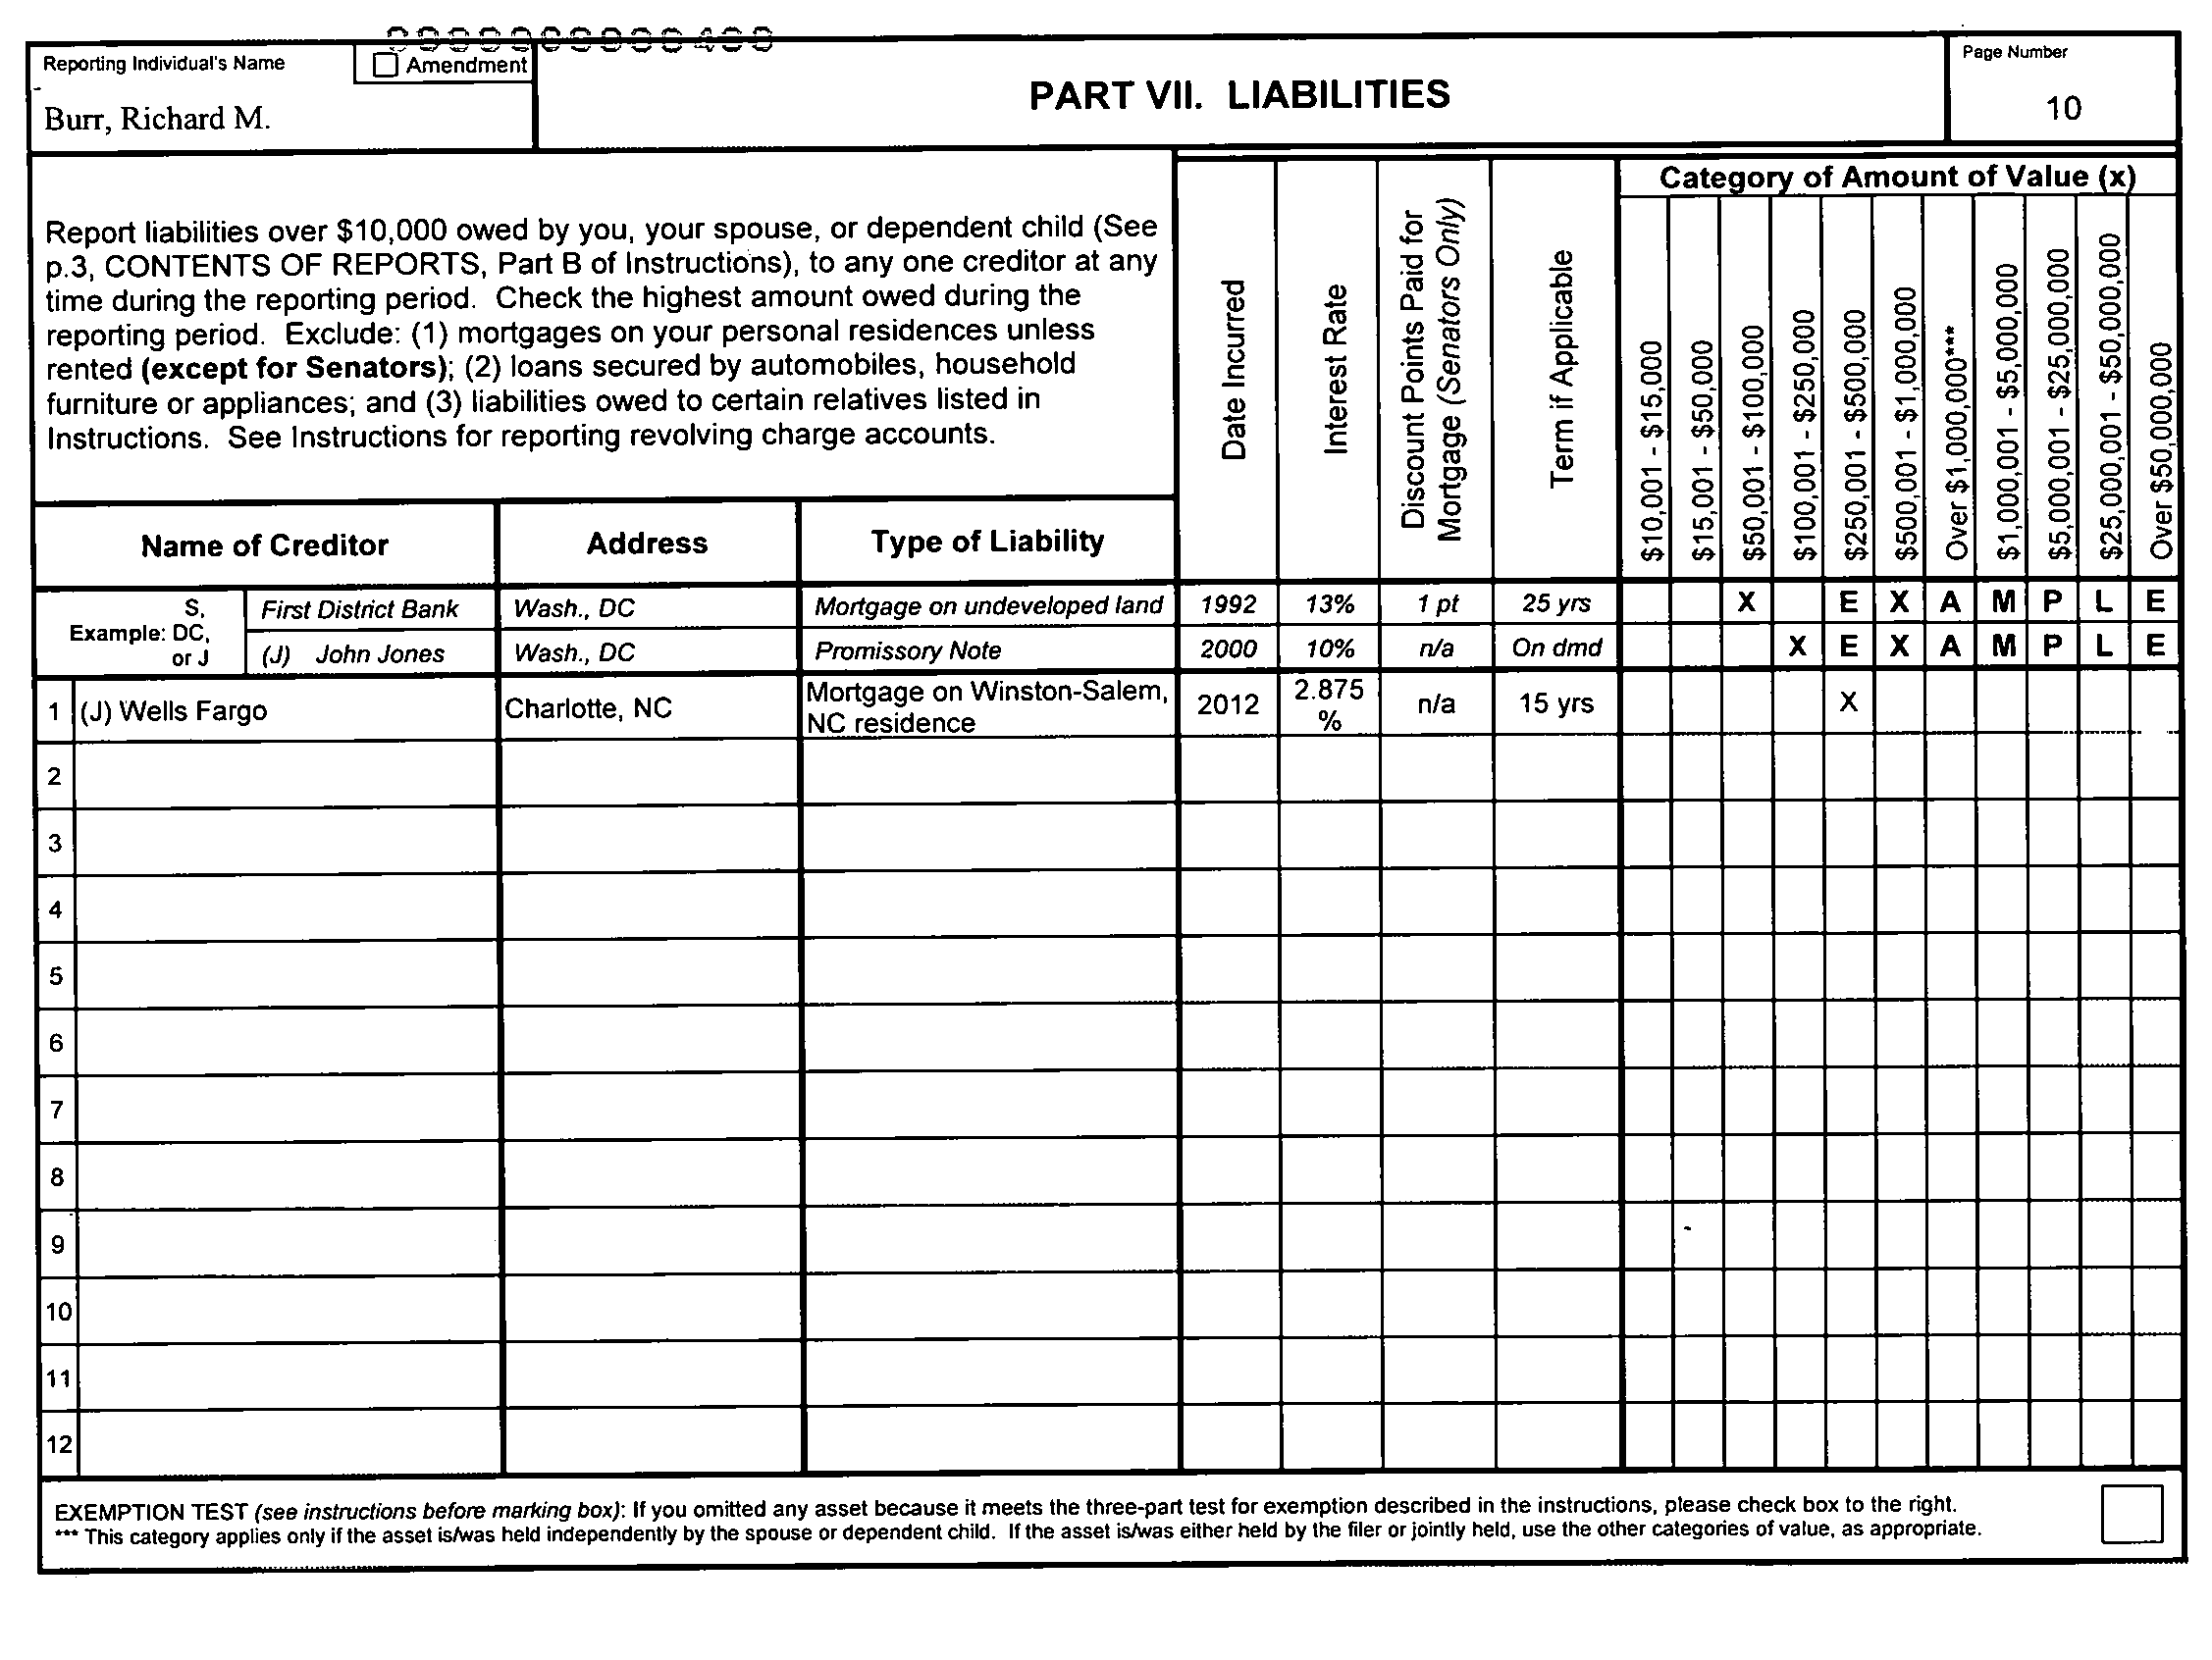 Reporting Individual's Name
Amendment
Burr, Richard M.
PART VII. LIABILITIES
Page Number
10
Report liabilities over $10,000 owed by you, your spouse, or dependent child (See
p.3, CONTENTS OF REPORTS, Part B of Instructions), to any one creditor at any
time during the reporting period. Check the highest amount owed during the
reporting period. Exclude: (1) mortgages on your personal residences unless
rented (except for Senators); (2) loans secured by automobiles, household
furniture or appliances; and (3) liabilities owed to certain relatives listed in
Instructions. See Instructions for reporting revolving charge accounts.
Name of Creditor
Address
Type of Liability
Date Incurred
Interest Rate
Discount Points Paid for
Mortgage (Senators Only)
Term if Applicable
Category of Amount of Value (x)
$10,001 - $15,000
$15,001 - $50,000
$50,001 - $100,000
$100,001 - $250,000
$250,001 - $500,000
$500,001 - $1,000,000
Over $1,000,000***
$1,000,001 - $5,000,000
$5,000,001 - $25,000,000
$25,000,001 - $50,000,000
Over $50,000,000
Example:
S,
DC,
or J
First District Bank Wash., DC Mortgage on undeveloped land 1992 13% 1 pt 25 yrs X E X A M P L E
(J) John Jones Wash., DC Promissory Note 2000 10% n/a On dmd X E X A M P L E
1 (J) Wells Fargo Charlotte, NC
Mortgage on Winston-Salem,
NC residence
2012
2.875
%
n/a 15 yrs X
2
3
4
5
6
7
8
9
10
11
12
EXEMPTION TEST (see instructions before marking box): If you omitted any asset because it meets the three-part test for exemption described in the instructions, please check box to the right.
*** This category applies only if the asset is/was held independently by the spouse or dependent child. If the asset is/was either held by the filer or jointly held, use the other categories of value, as appropriate.